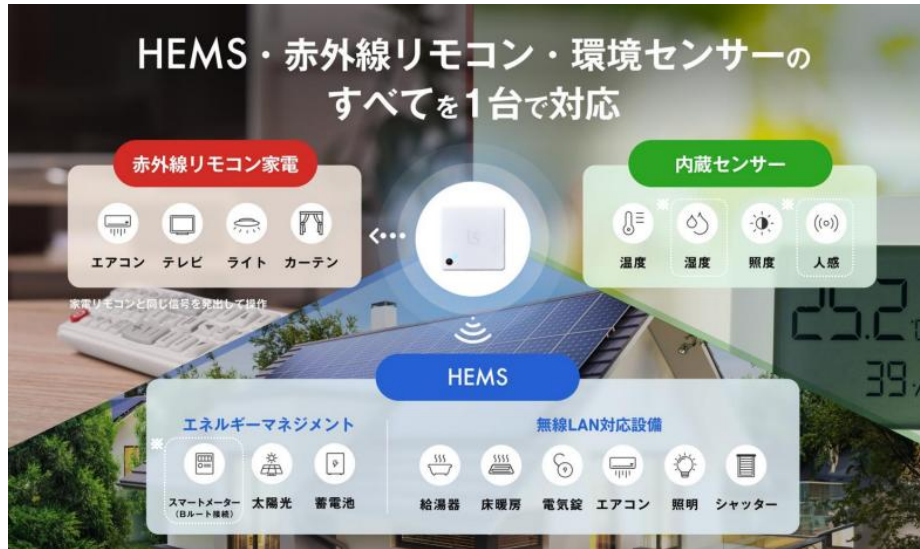 HEMS・赤外線リモコン・環境センサーの
すべてを1台で対応
赤外線リモコン家電
エアコン テレビ ライト カーテン
家電リモコンと同じ信号を発出して操作
内蔵センサー
※ ※
温度 湿度 照度 人感
25.2
39
HEMS
エネルギーマネジメント
※
スマートメーター
(Bルート接続)
太陽光 蓄電池
無線LAN対応設備
給湯器 床暖房 電気錠 エアコン 照明 シャッター